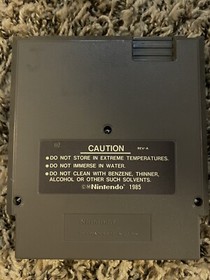 CAUTION
REV-A
•DO NOT STORE IN EXTREME TEMPERATURES.
•DO NOT IMMERSE IN WATER.
•DO NOT CLEAN WITH BENZENE, THINNER,
ALCOHOL OR OTHER SUCH SOLVENTS.
©Nintendo 1985